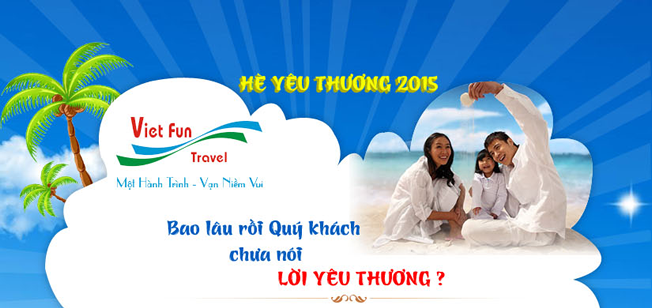 HÈ YÊU THƯƠNG 2015
Viet Fun
Travel
Một Hành Trình - Vạn Niềm Vui
Bao lâu rồi Quý khách
chưa nói
LỜI YÊU THƯƠNG ?